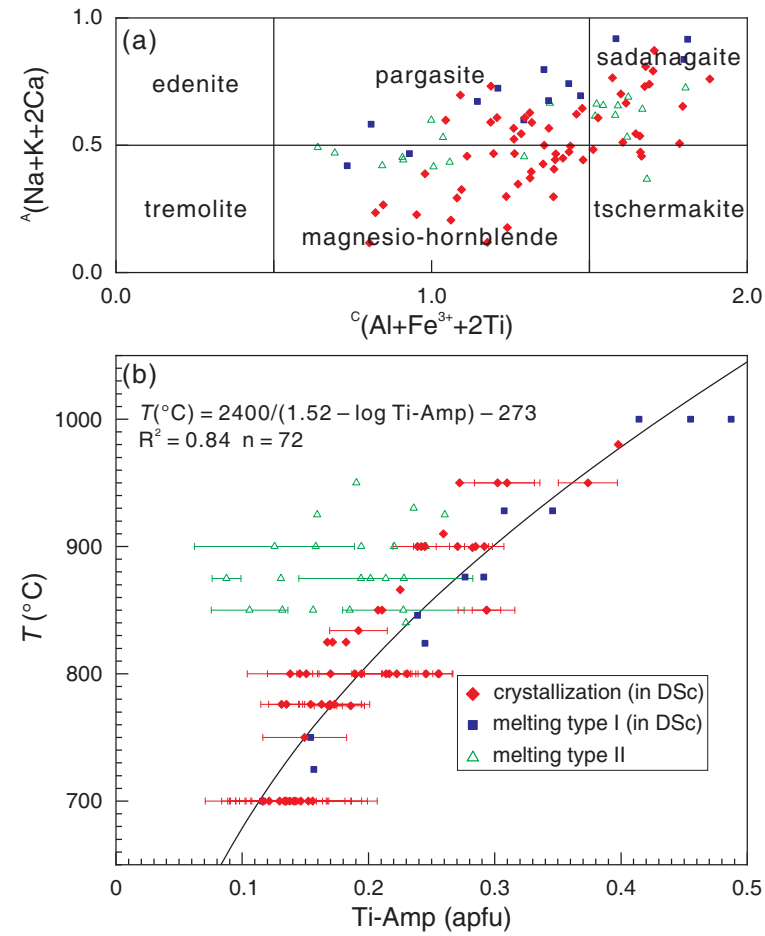 (a)
1.0
0.5
0.0
ᴬ(Na+K+2Ca)
edenite
pargasite
sadanagaite
tremolite
magnesio-hornblende
tschermakite
0.0
1.0
2.0
ᶜ(Al+Fe³⁺+2Ti)
(b)
T(°C) = 2400/(1.52 – log Ti-Amp) – 273
R² = 0.84 n = 72
1000
900
800
700
T (°C)
crystallization (in DSc)
melting type I (in DSc)
melting type II
0
0.1
0.2
0.3
0.4
0.5
Ti-Amp (apfu)